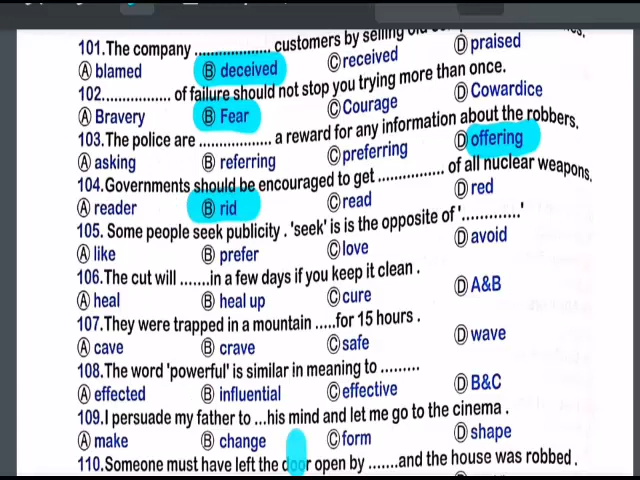 101.The company ................... customers by selling old
Ⓐ blamed Ⓑ deceived Ⓒ received Ⓓ praised
102.................. of failure should not stop you trying more than once.
Ⓐ Bravery Ⓑ Fear Ⓒ Courage Ⓓ Cowardice
103.The police are .................. a reward for any information about the robbers.
Ⓐ asking Ⓑ referring Ⓒ preferring Ⓓ offering
104.Governments should be encouraged to get ................ of all nuclear weapons.
Ⓐ reader Ⓑ rid Ⓒ read Ⓓ red
105. Some people seek publicity . 'seek' is is the opposite of '.............'
Ⓐ like Ⓑ prefer Ⓒ love Ⓓ avoid
106.The cut will .......in a few days if you keep it clean .
Ⓐ heal Ⓑ heal up Ⓒ cure Ⓓ A&B
107.They were trapped in a mountain .....for 15 hours .
Ⓐ cave Ⓑ crave Ⓒ safe Ⓓ wave
108.The word 'powerful' is similar in meaning to .........
Ⓐ effected Ⓑ influential Ⓒ effective Ⓓ B&C
109.I persuade my father to ...his mind and let me go to the cinema .
Ⓐ make Ⓑ change Ⓒ form Ⓓ shape
110.Someone must have left the door open by .......and the house was robbed .